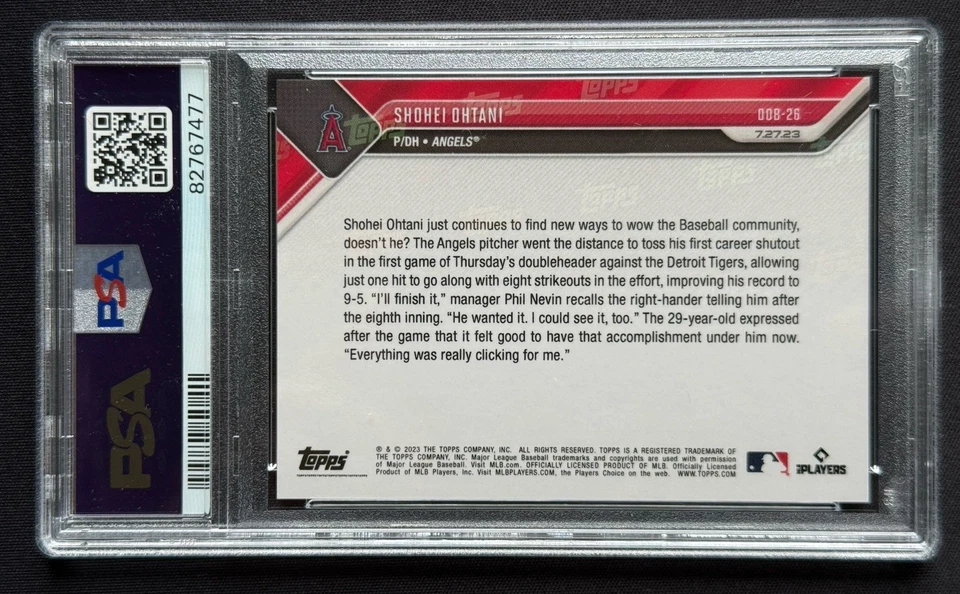 82767477
PSA
PSA
SHOHEI OHTANI
P/DH • ANGELS®
OD8-26
7.27.23
Topps
Topps
Topps
Topps
Topps
Shohei Ohtani just continues to find new ways to wow the Baseball community,
doesn't he? The Angels pitcher went the distance to toss his first career shutout
in the first game of Thursday's doubleheader against the Detroit Tigers, allowing
just one hit to go along with eight strikeouts in the effort, improving his record to
9-5. “I'll finish it,” manager Phil Nevin recalls the right-hander telling him after
the eighth inning. “He wanted it. I could see it, too.” The 29-year-old expressed
after the game that it felt good to have that accomplishment under him now.
“Everything was really clicking for me.”
Topps®
® & © 2023 THE TOPPS COMPANY, INC. ALL RIGHTS RESERVED. TOPPS IS A REGISTERED TRADEMARK OF
THE TOPPS COMPANY, INC. Major League Baseball trademarks and copyrights are used with permission
of Major League Baseball. Visit MLB.com. OFFICIALLY LICENSED PRODUCT OF MLB. Officially Licensed
Product of MLB Players, Inc. Visit MLBPLAYERS.COM, the Players Choice on the web. WWW.TOPPS.COM
PLAYERS